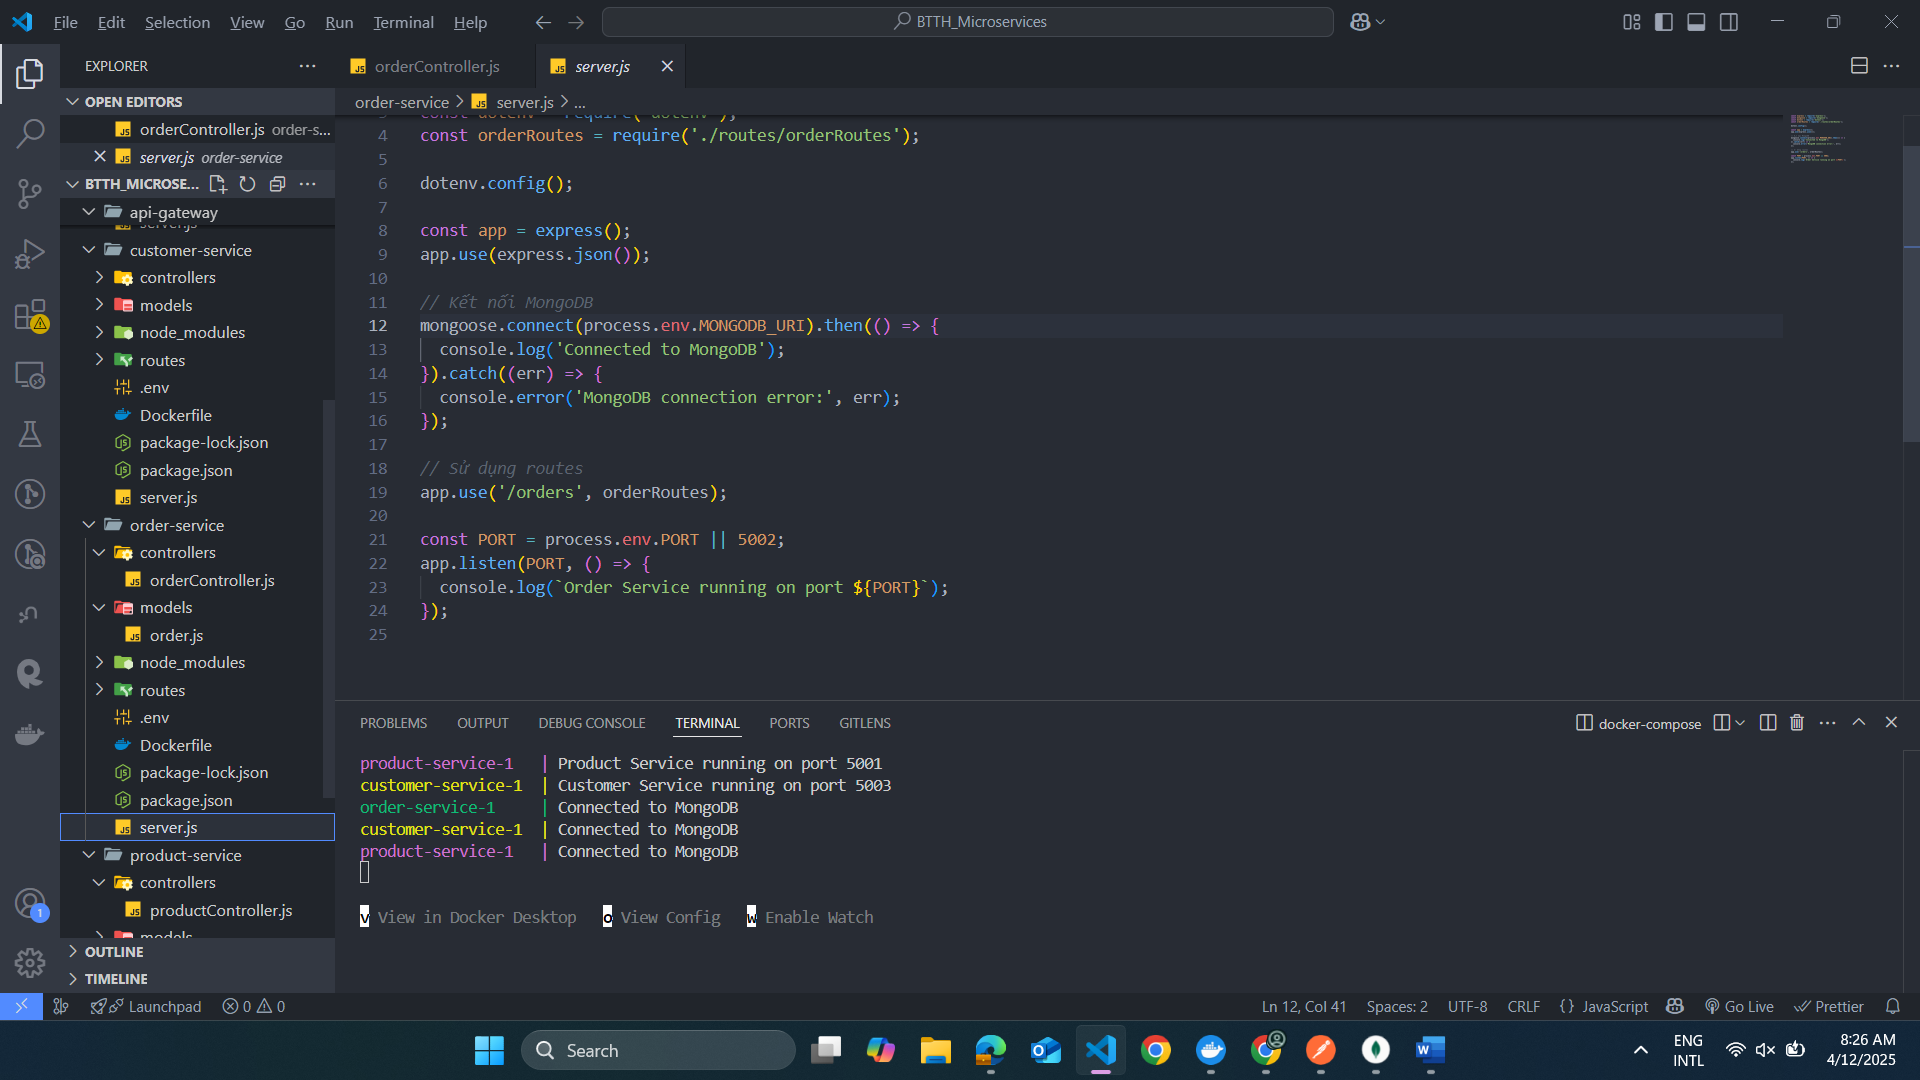 File Edit Selection View Go Run Terminal Help
BTTH_Microservices
EXPLORER
OPEN EDITORS
orderController.js order-s...
server.js order-service
BTTH_MICROSE...
api-gateway
server.js
customer-service
controllers
models
node_modules
routes
.env
Dockerfile
package-lock.json
package.json
server.js
order-service
controllers
orderController.js
models
order.js
node_modules
routes
.env
Dockerfile
package-lock.json
package.json
server.js
product-service
controllers
productController.js
models
OUTLINE
TIMELINE
orderController.js
server.js
order-service > server.js > ...
3 const dotenv = require('dotenv');
4 const orderRoutes = require('./routes/orderRoutes');
5
6 dotenv.config();
7
8 const app = express();
9 app.use(express.json());
10
11 // Kết nối MongoDB
12 mongoose.connect(process.env.MONGODB_URI).then(() => {
13 console.log('Connected to MongoDB');
14 }).catch((err) => {
15 console.error('MongoDB connection error:', err);
16 });
17
18 // Sử dụng routes
19 app.use('/orders', orderRoutes);
20
21 const PORT = process.env.PORT || 5002;
22 app.listen(PORT, () => {
23 console.log(`Order Service running on port ${PORT}`);
24 });
25
PROBLEMS OUTPUT DEBUG CONSOLE TERMINAL PORTS GITLENS
docker-compose
product-service-1 | Product Service running on port 5001
customer-service-1 | Customer Service running on port 5003
order-service-1 | Connected to MongoDB
customer-service-1 | Connected to MongoDB
product-service-1 | Connected to MongoDB
v View in Docker Desktop o View Config w Enable Watch
1
Launchpad 0 0
Ln 12, Col 41 Spaces: 2 UTF-8 CRLF {} JavaScript Go Live Prettier
Search
ENG
INTL
8:26 AM
4/12/2025